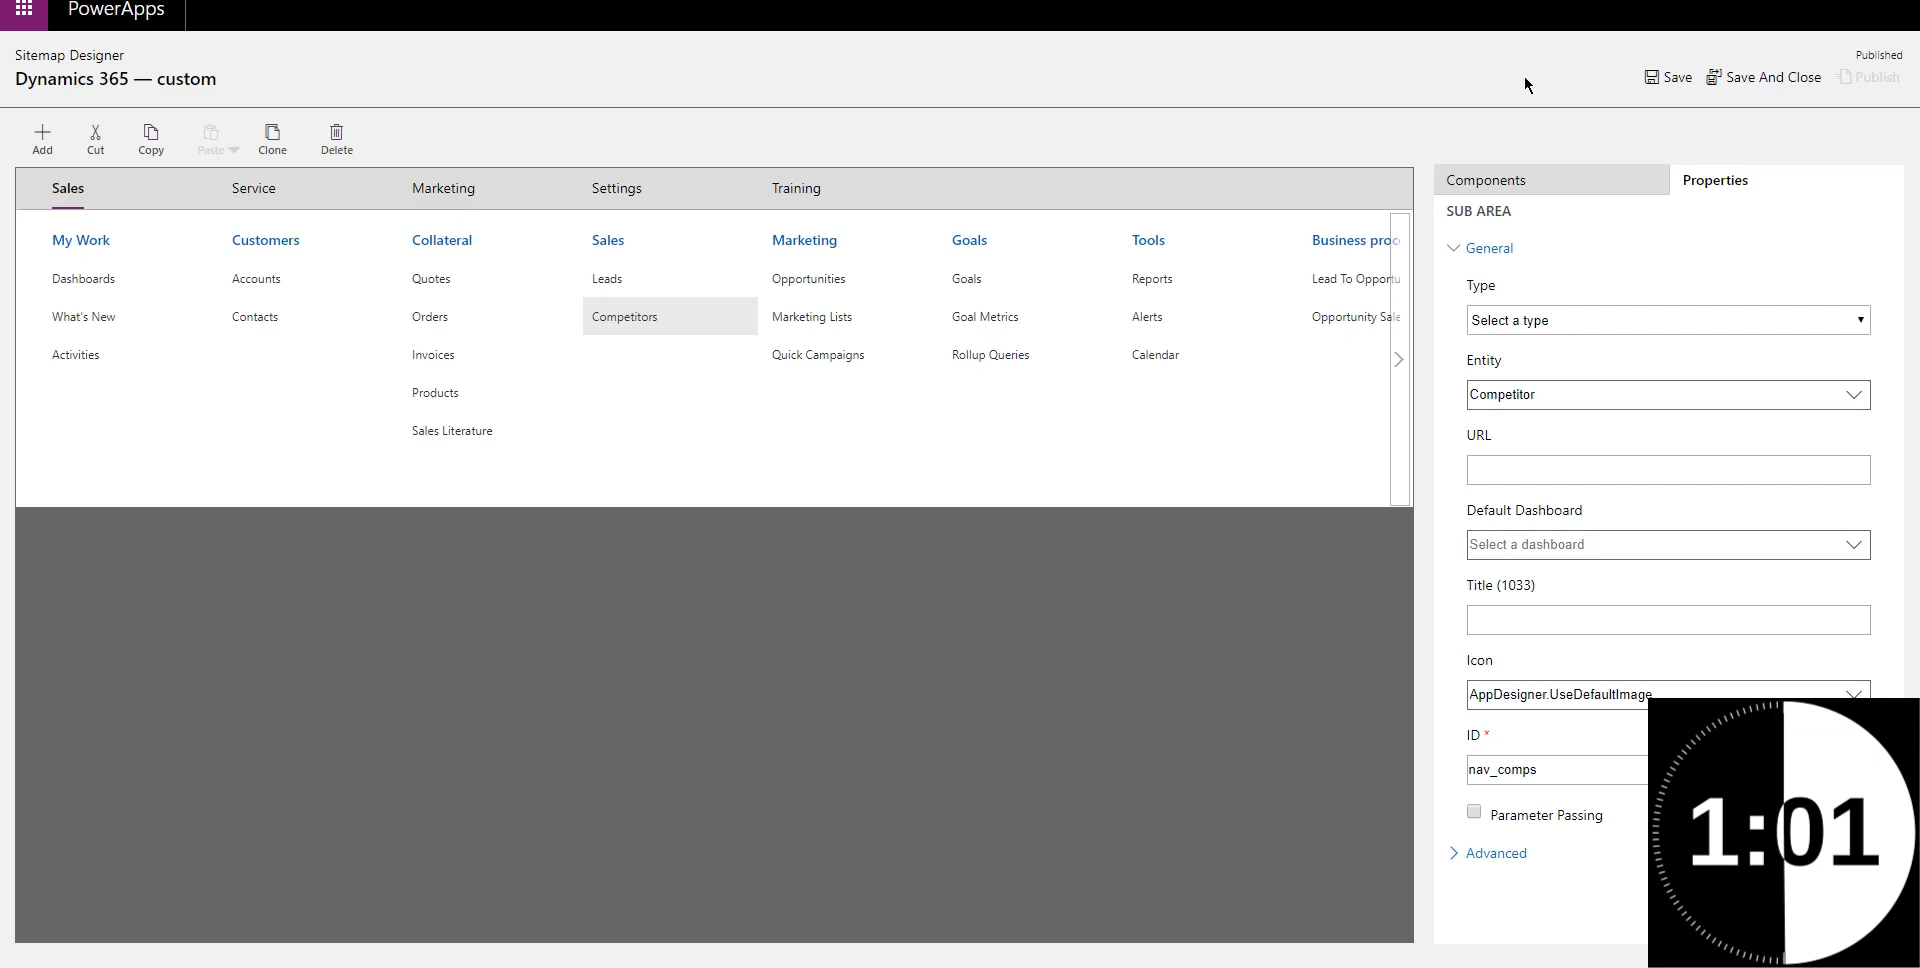 PowerApps
Sitemap Designer
Dynamics 365 — custom
Published
Save
Save And Close
Publish
Add
Cut
Copy
Paste
Clone
Delete
Sales
Service
Marketing
Settings
Training
My Work
Customers
Collateral
Sales
Marketing
Goals
Tools
Business proc
Dashboards
Accounts
Quotes
Leads
Opportunities
Goals
Reports
Lead To Opportu
What's New
Contacts
Orders
Competitors
Marketing Lists
Goal Metrics
Alerts
Opportunity Sale
Activities
Invoices
Quick Campaigns
Rollup Queries
Calendar
Products
Sales Literature
Components
Properties
SUB AREA
General
Type
Select a type
Entity
Competitor
URL
Default Dashboard
Select a dashboard
Title (1033)
Icon
AppDesigner.UseDefaultImage
ID *
nav_comps
Parameter Passing
Advanced
1:01